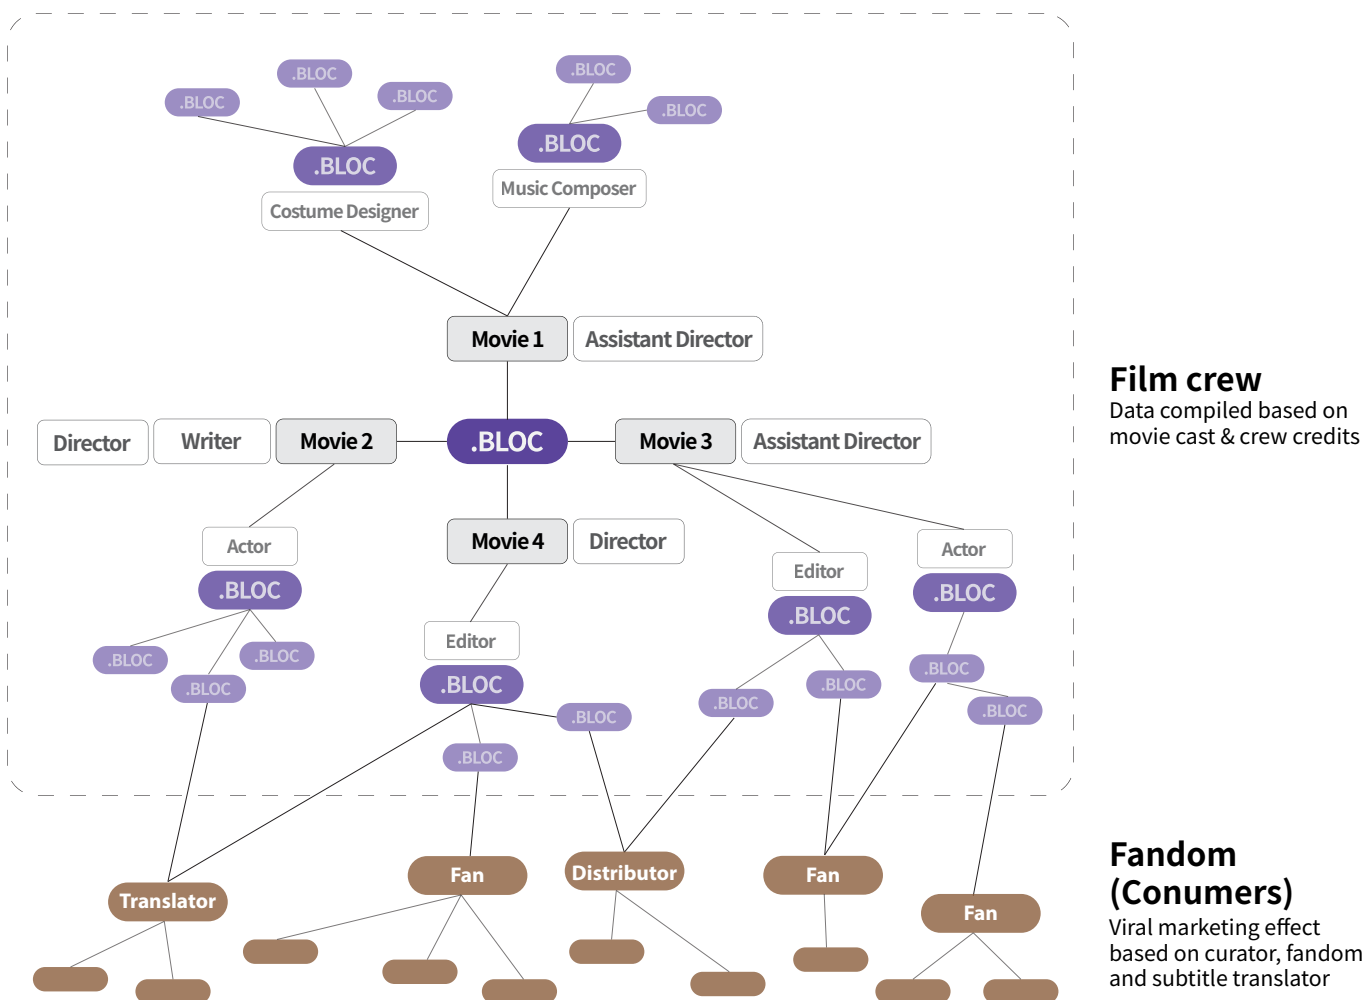 .BLOC
.BLOC
.BLOC
.BLOC
.BLOC
.BLOC
.BLOC
Costume Designer
Music Composer
Movie 1
Assistant Director
Director
Writer
Movie 2
.BLOC
Movie 3
Assistant Director
Film crew
Data compiled based on
movie cast & crew credits
Actor
.BLOC
.BLOC
.BLOC
.BLOC
Movie 4
Director
Editor
.BLOC
.BLOC
.BLOC
Editor
.BLOC
.BLOC
.BLOC
Actor
.BLOC
.BLOC
.BLOC
Translator
Fan
Distributor
Fan
Fan
Fandom
(Conumers)
Viral marketing effect
based on curator, fandom
and subtitle translator